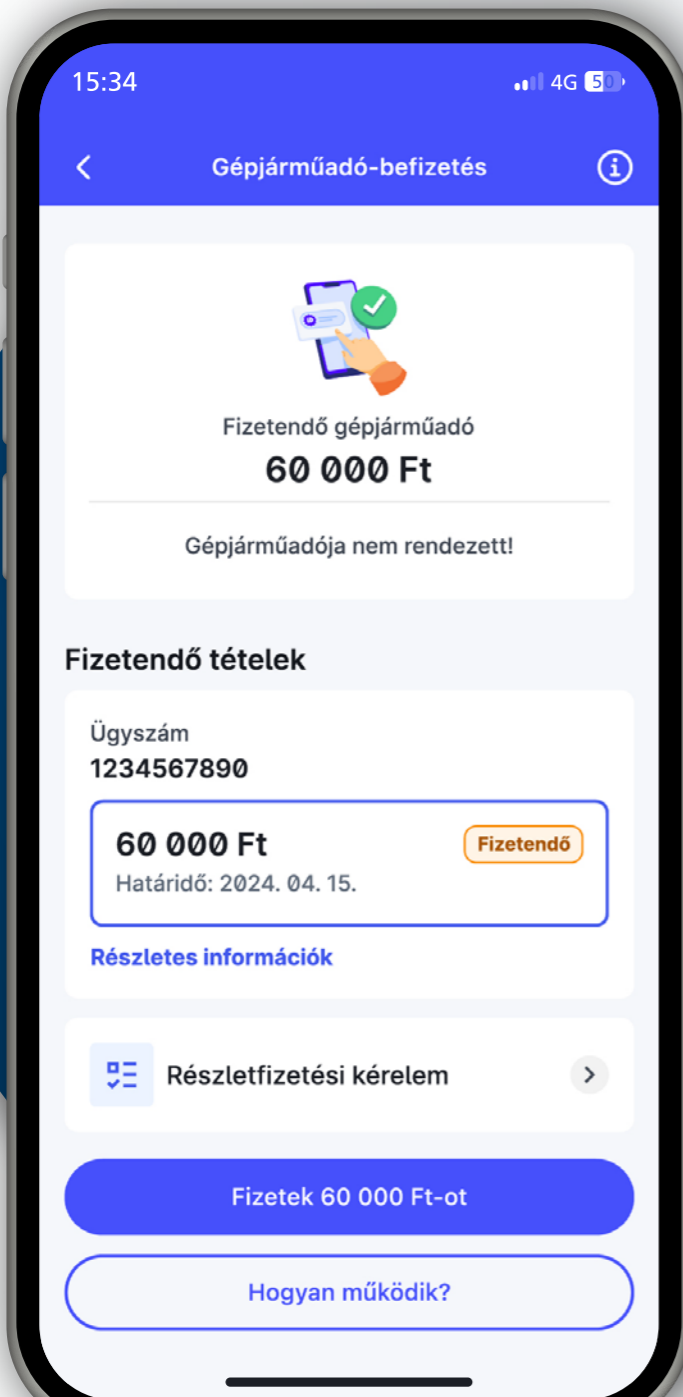 15:34
4G 50
Gépjárműadó-befizetés
Fizetendő gépjárműadó
60 000 Ft
Gépjárműadója nem rendezett!
Fizetendő tételek
Ügyszám
1234567890
60 000 Ft
Fizetendő
Határidő: 2024. 04. 15.
Részletes információk
Részletfizetési kérelem
Fizetek 60 000 Ft-ot
Hogyan működik?